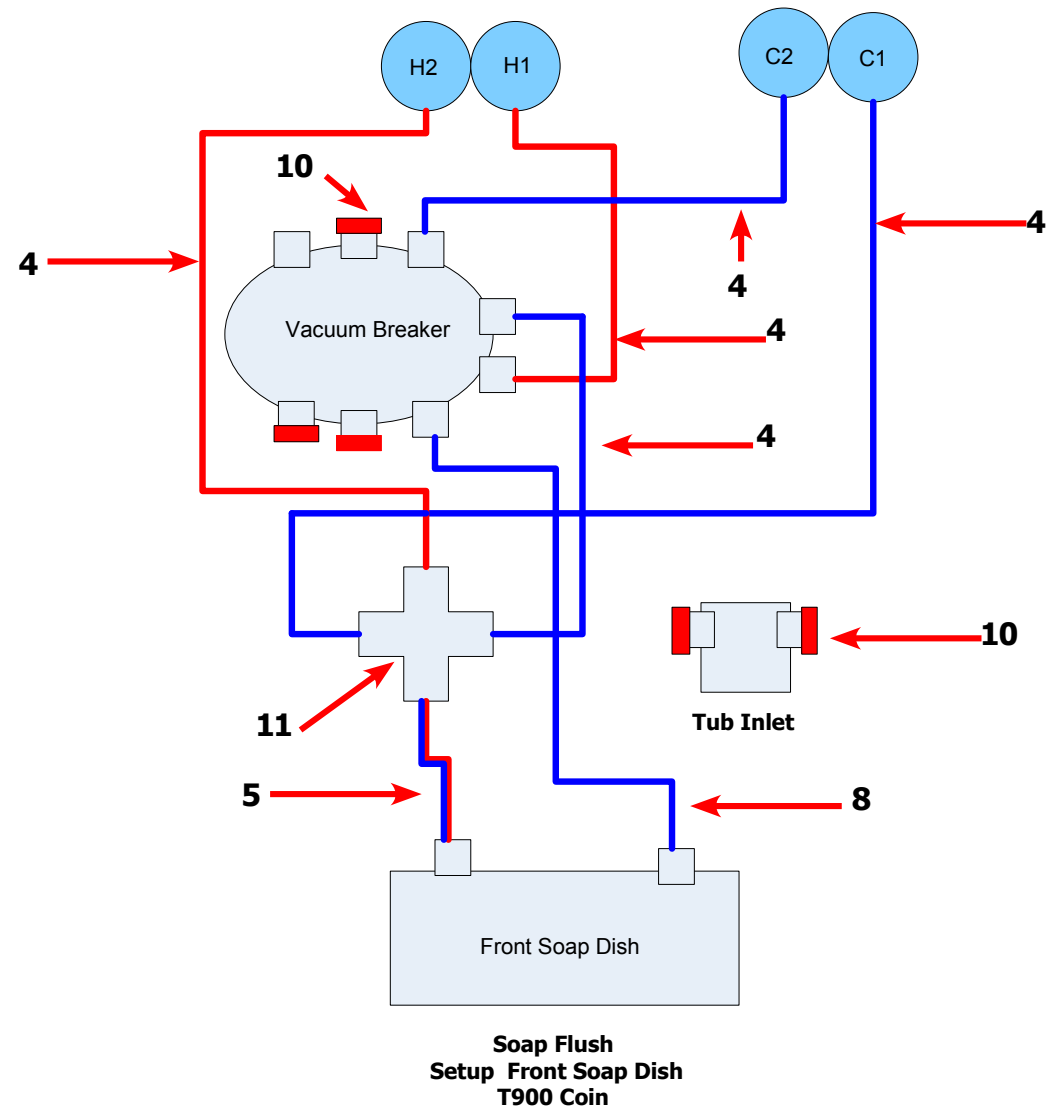 H2
H1
C2
C1
10
4
4
4
Vacuum Breaker
4
4
10
Tub Inlet
11
5
8
Front Soap Dish
Soap Flush
Setup Front Soap Dish
T900 Coin